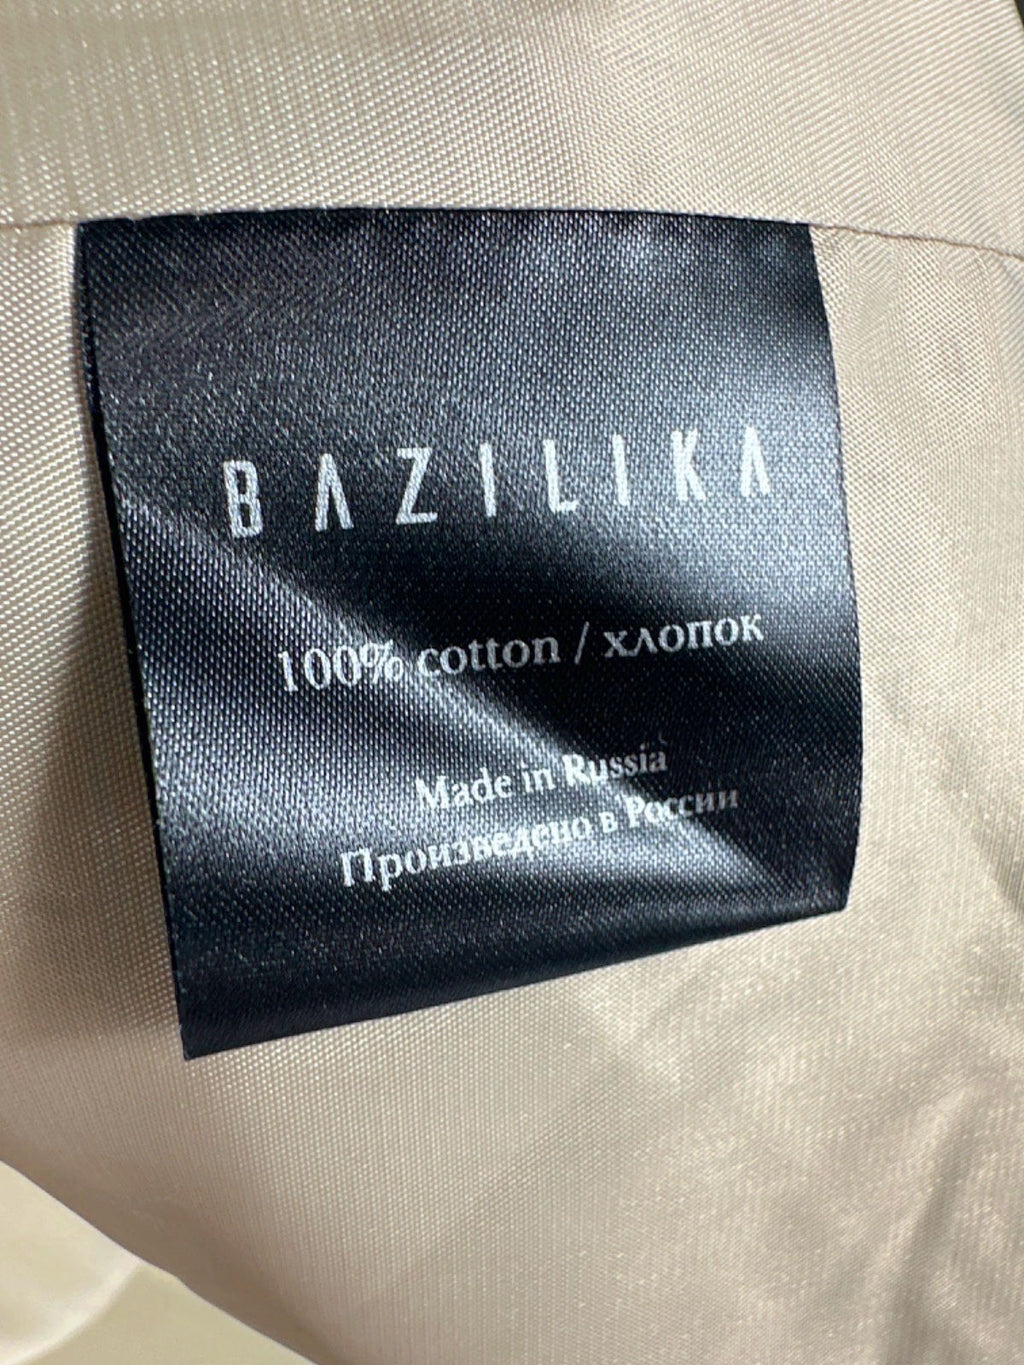 BAZILIKA
100% cotton / хлопок
Made in Russia
Произведено в России